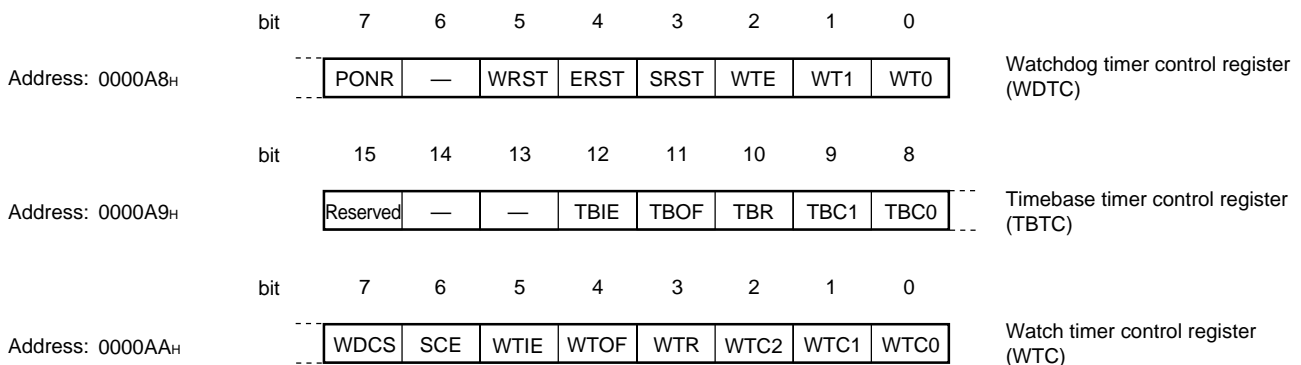 bit 7 6 5 4 3 2 1 0
Address: 0000A8H PONR — WRST ERST SRST WTE WT1 WT0 Watchdog timer control register
(WDTC)
bit 15 14 13 12 11 10 9 8
Address: 0000A9H Reserved — — TBIE TBOF TBR TBC1 TBC0 Timebase timer control register
(TBTC)
bit 7 6 5 4 3 2 1 0
Address: 0000AAH WDCS SCE WTIE WTOF WTR WTC2 WTC1 WTC0 Watch timer control register
(WTC)